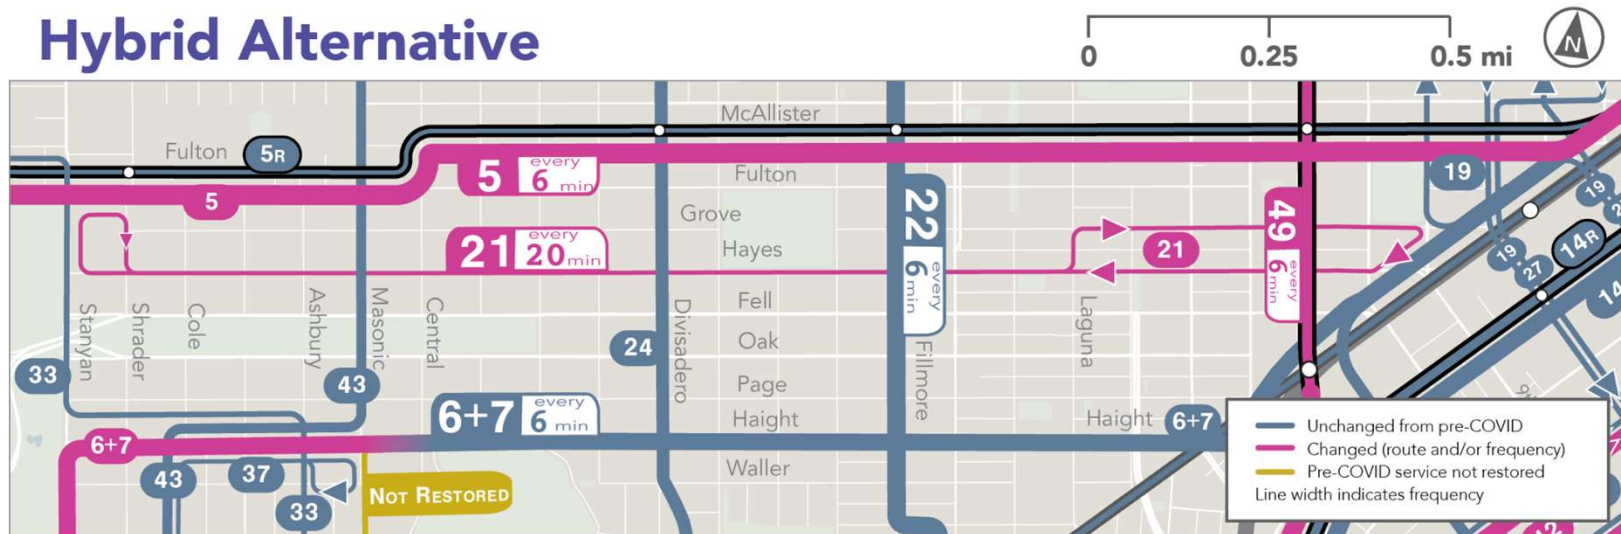 Hybrid Alternative
0 0.25 0.5 mi
N
McAllister
Fulton
5R
5
every
6
min
Fulton
5
19
19
Grove
21
every
20 min
Hayes
22
every
6
min
21
49
every
6
min
14R
19
27
14
Stanyan
Shrader
Cole
Ashbury
Masonic
Central
Divisadero
Fell
Oak
Page
Haight
Fillmore
Laguna
33
43
24
6+7
every
6
min
Haight
6+7
6+7
43
37
33
NOT RESTORED
Waller
Unchanged from pre-COVID
Changed (route and/or frequency)
Pre-COVID service not restored
Line width indicates frequency